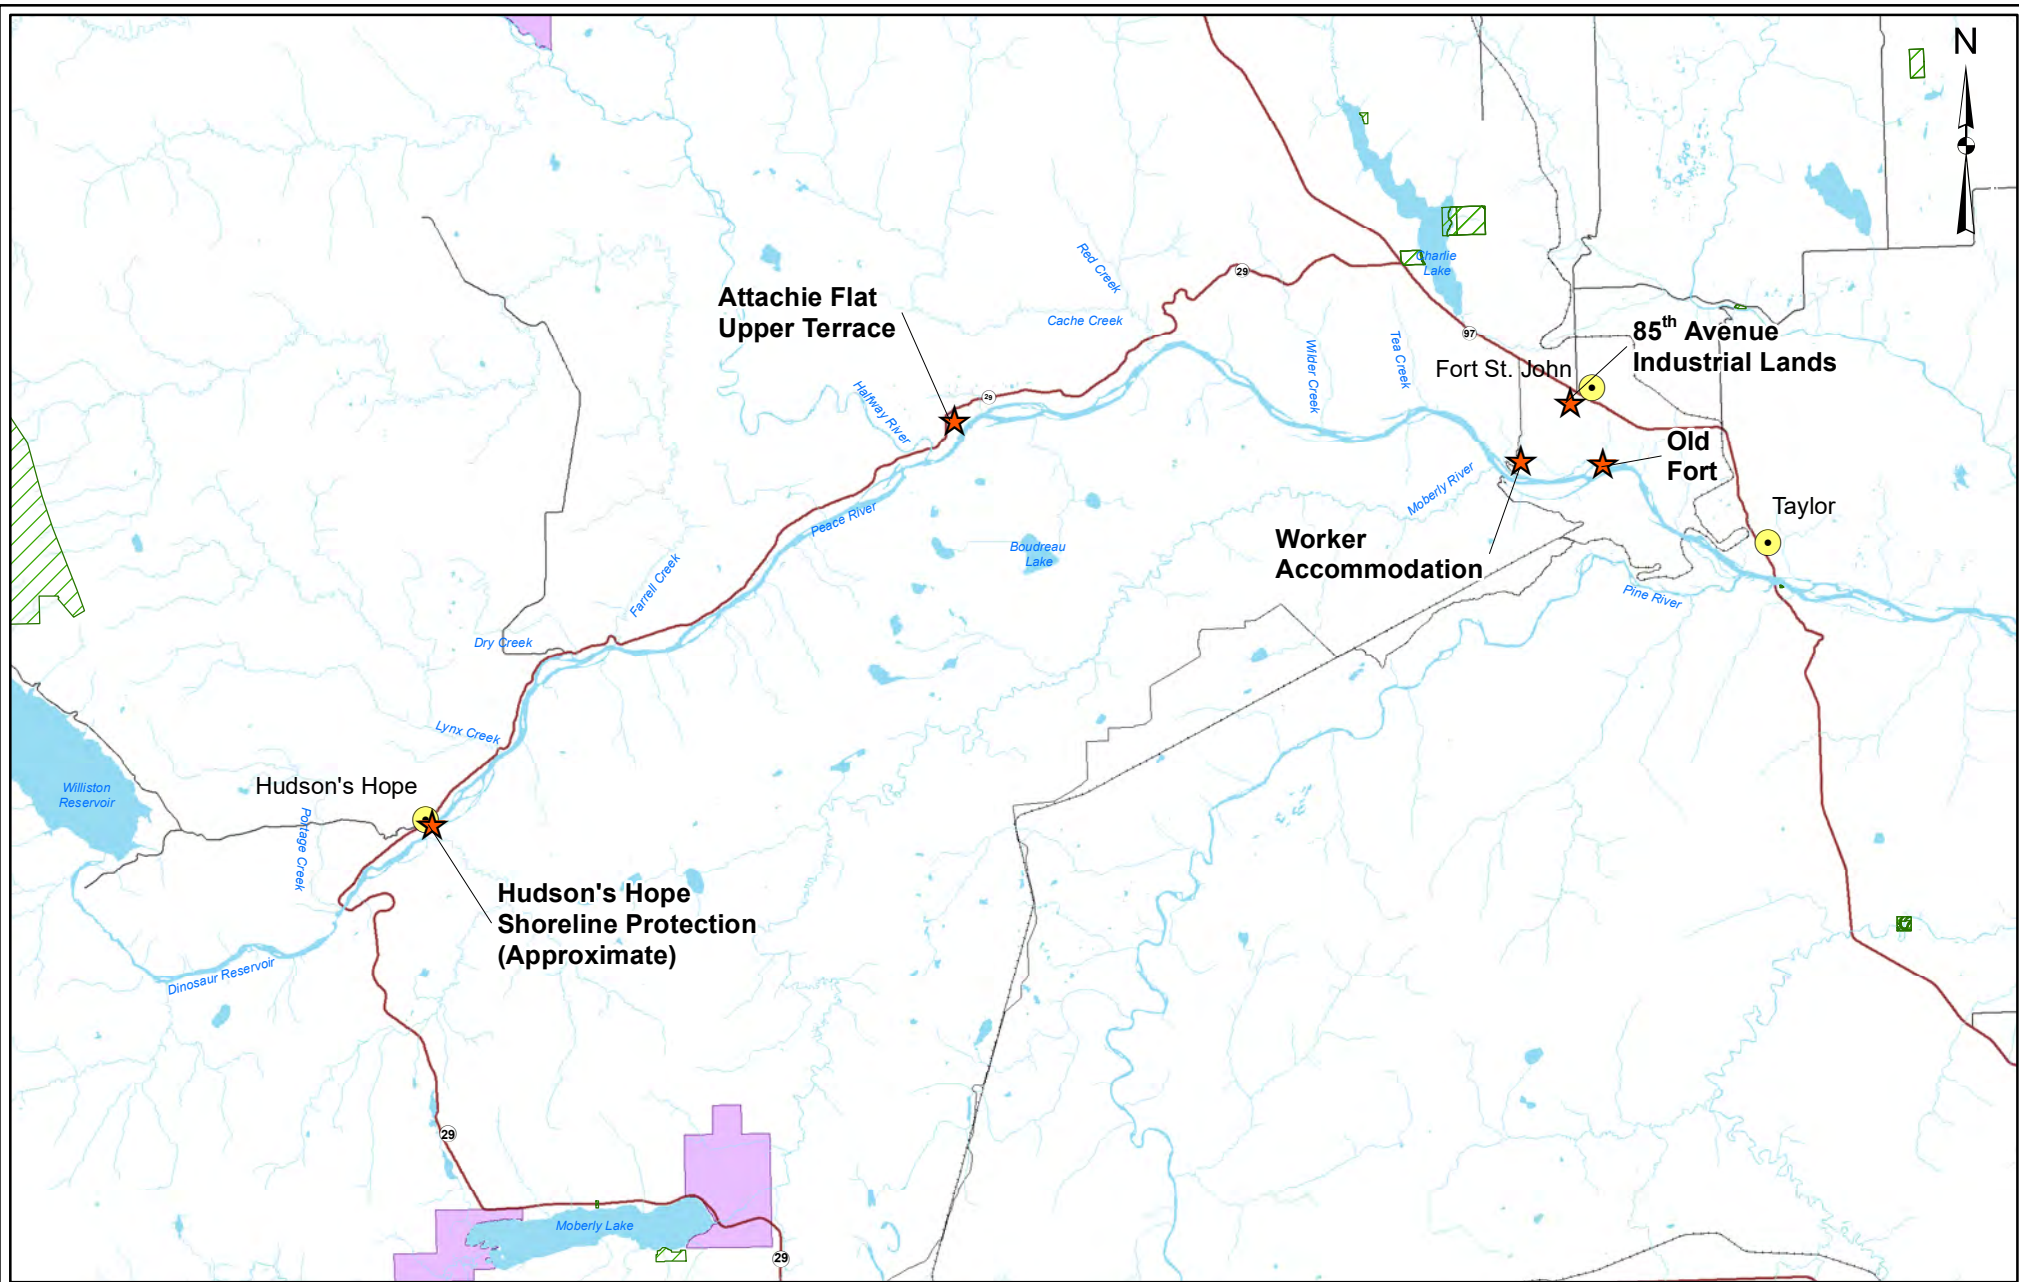 N
Red Creek
Charlie
Lake
29
Attachie Flat
Upper Terrace
Cache Creek
97
85th Avenue
Industrial Lands
Wilder Creek
Tea Creek
Fort St. John
Halfway River
29
Old
Fort
Moberly River
Taylor
Peace River
Boudreau
Lake
Worker
Accommodation
Farrell Creek
Pine River
Dry Creek
Lynx Creek
Williston
Reservoir
Hudson's Hope
Portage Creek
Hudson's Hope
Shoreline Protection
(Approximate)
Dinosaur Reservoir
29
Moberly Lake
29